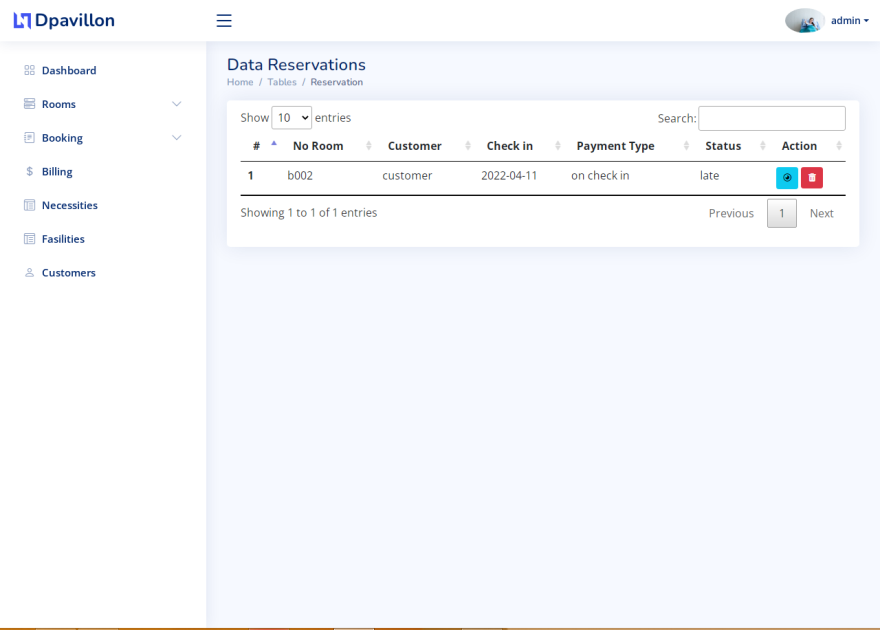 Dpavillon
admin
Dashboard
Rooms
Booking
Billing
Necessities
Fasilities
Customers
Data Reservations
Home / Tables / Reservation
Show 10 entries
Search:
# No Room Customer Check in Payment Type Status Action
1 b002 customer 2022-04-11 on check in late
Showing 1 to 1 of 1 entries
Previous 1 Next